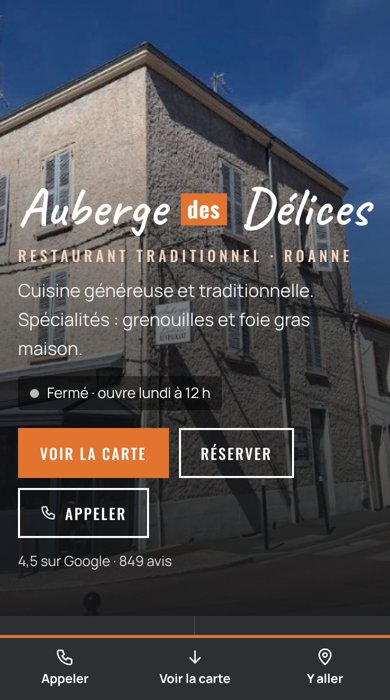 Auberge des Délices
RESTAURANT TRADITIONNEL · ROANNE
Cuisine généreuse et traditionnelle.
Spécialités : grenouilles et foie gras
maison.
Fermé · ouvre lundi à 12 h
VOIR LA CARTE
RÉSERVER
APPELER
4,5 sur Google · 849 avis
Appeler
Voir la carte
Y aller